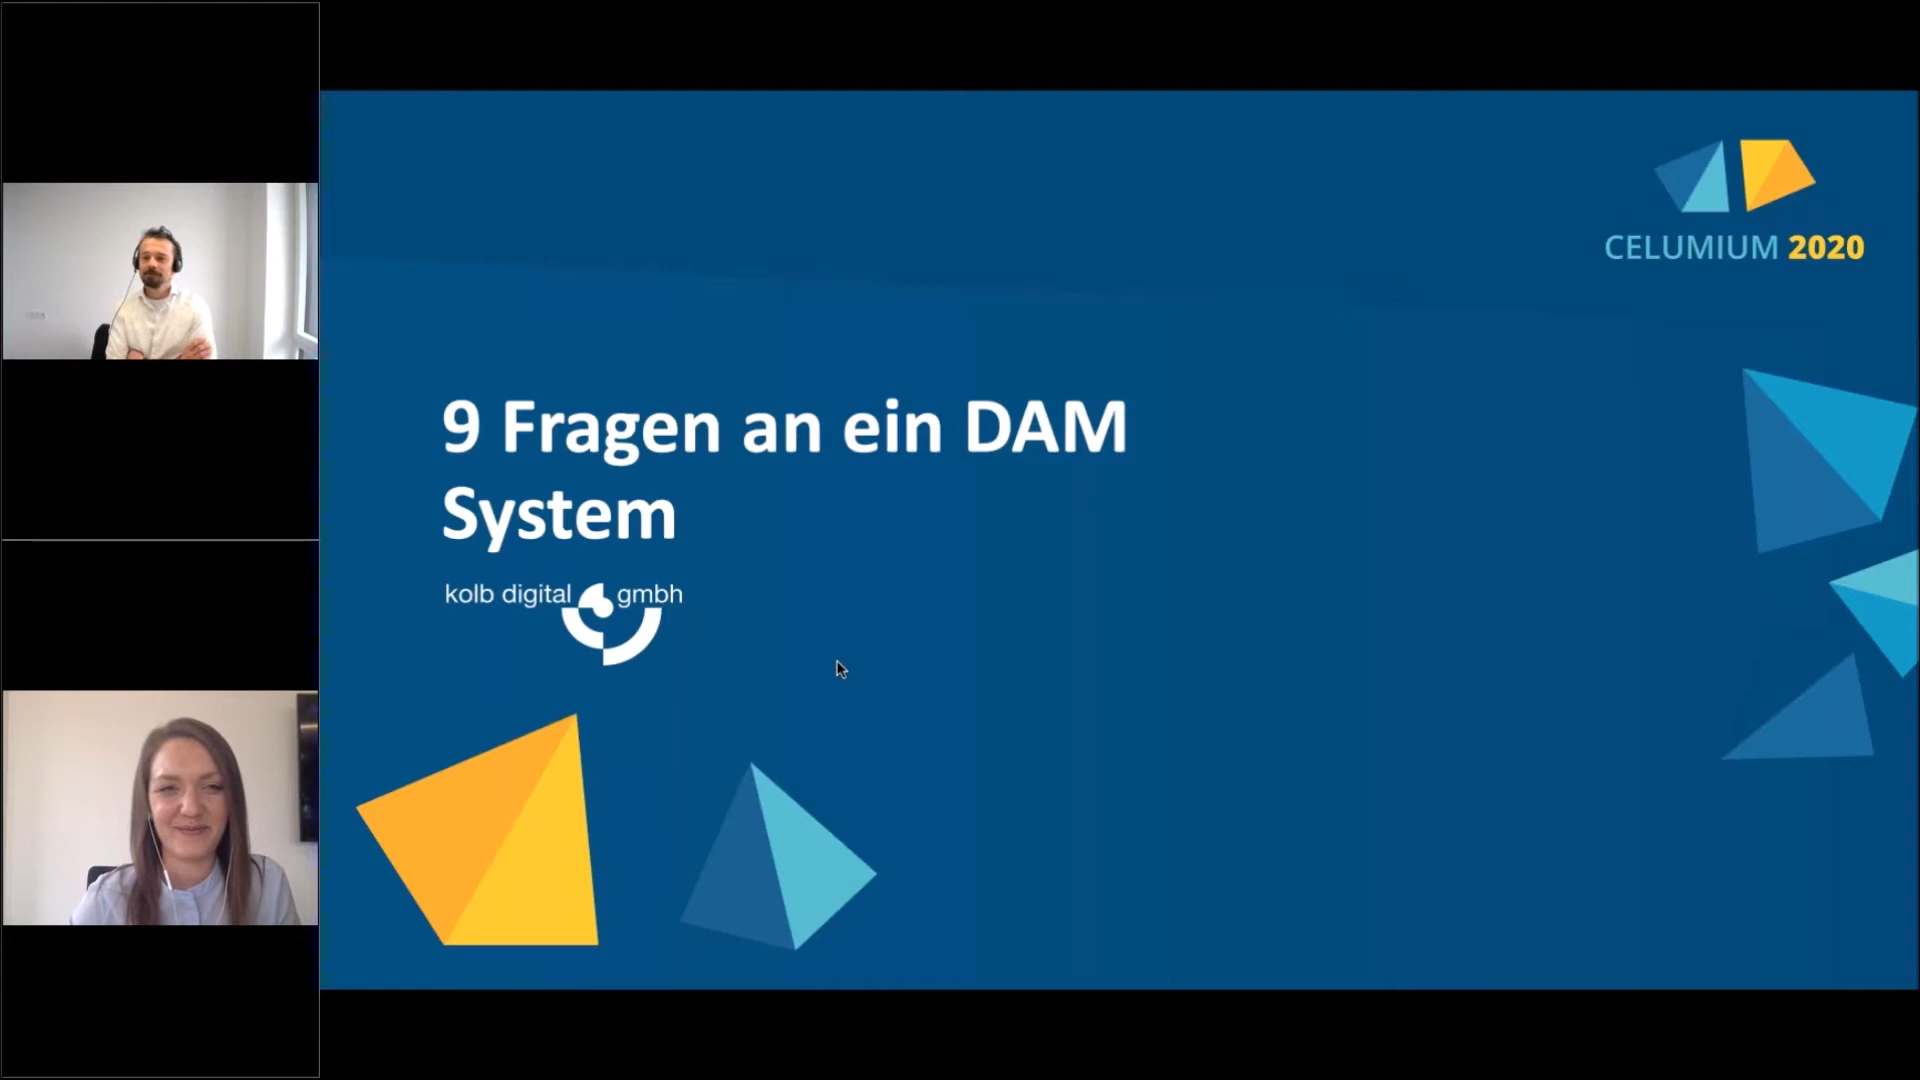 CELUMIUM 2020
9 Fragen an ein DAM
System
kolb digital gmbh